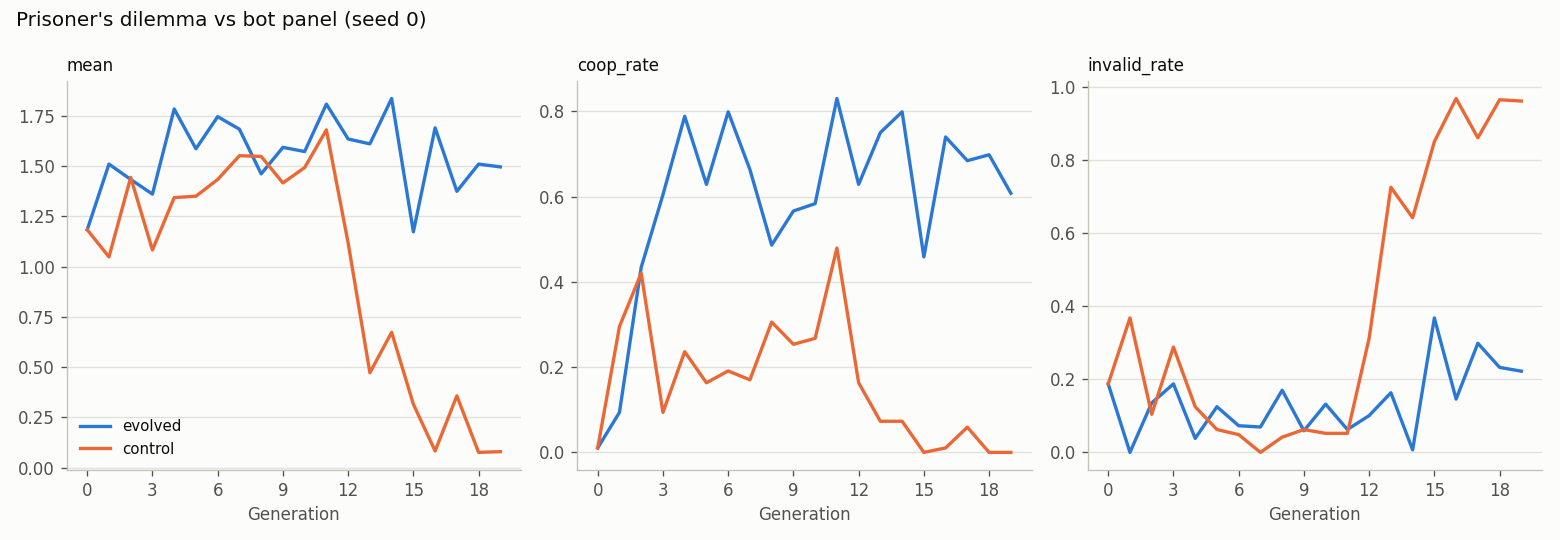 Prisoner's dilemma vs bot panel (seed 0)
mean
1.75
1.50
1.25
1.00
0.75
0.50
0.25
0.00
evolved
control
0 3 6 9 12 15 18
Generation
coop_rate
0.8
0.6
0.4
0.2
0.0
0 3 6 9 12 15 18
Generation
invalid_rate
1.0
0.8
0.6
0.4
0.2
0.0
0 3 6 9 12 15 18
Generation